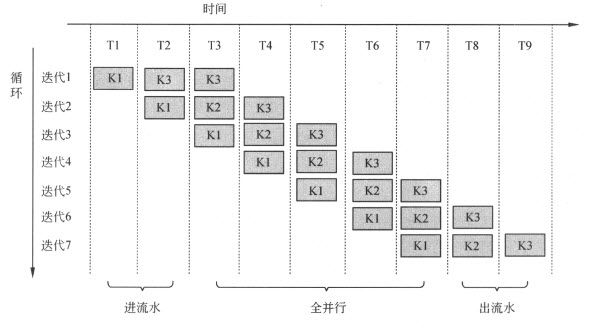 时间
T1 T2 T3 T4 T5 T6 T7 T8 T9
循环
迭代1 K1 K3 K3
迭代2 K1 K2 K3
迭代3 K1 K2 K3
迭代4 K1 K2 K3
迭代5 K1 K2 K3
迭代6 K1 K2 K3
迭代7 K1 K2 K3
进流水 全并行 出流水